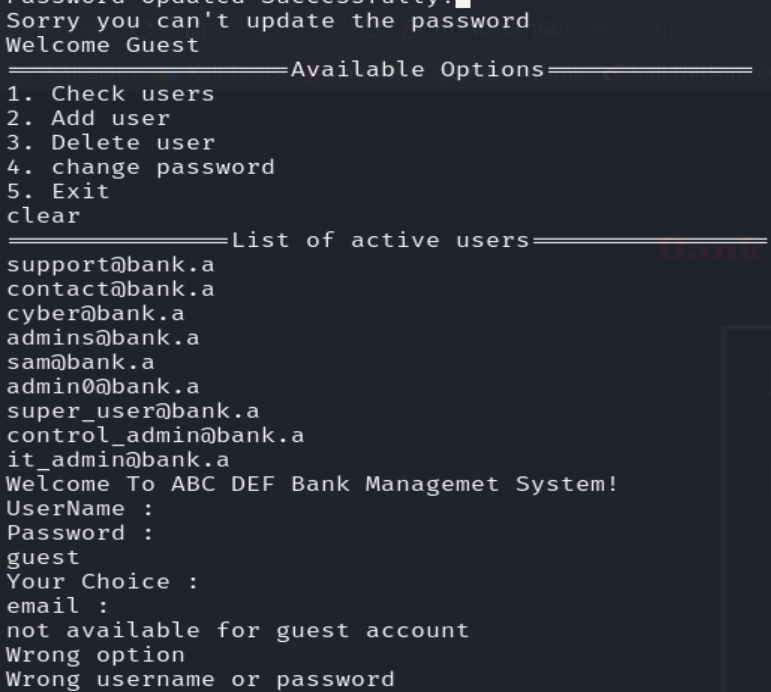 Password Updated Successfully!
Sorry you can't update the password
Welcome Guest
===================Available Options==============
1. Check users
2. Add user
3. Delete user
4. change password
5. Exit
clear
===============List of active users================
support@bank.a
contact@bank.a
cyber@bank.a
admins@bank.a
sam@bank.a
admin0@bank.a
super_user@bank.a
control_admin@bank.a
it_admin@bank.a
Welcome To ABC DEF Bank Managemet System!
UserName :
Password :
guest
Your Choice :
email :
not available for guest account
Wrong option
Wrong username or password